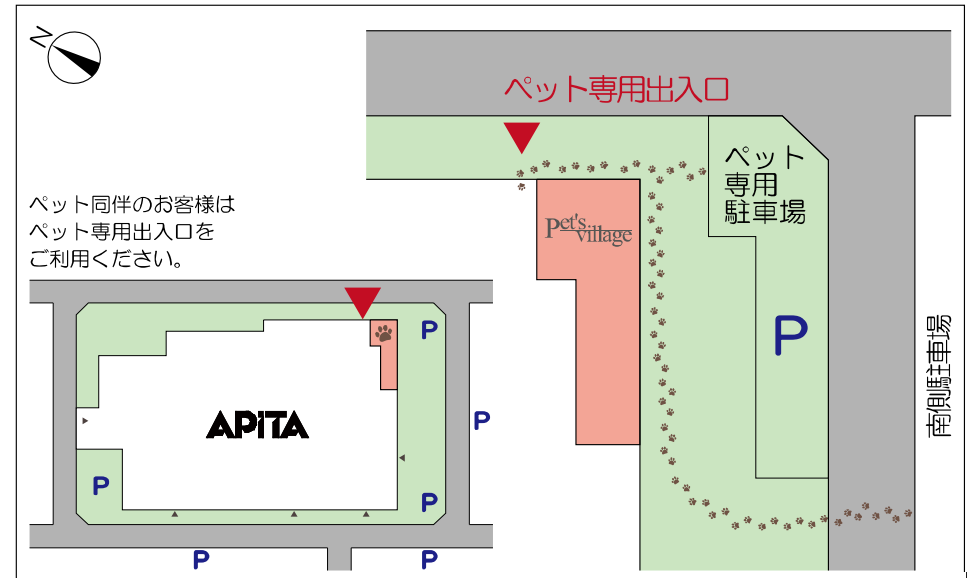 N
ペット専用出入口
ペット
専用
駐車場
ペット同伴のお客様は
ペット専用出入口を
ご利用ください。
Pet's
village
P
南側駐車場
P
APiTA
P
P
P
P
P